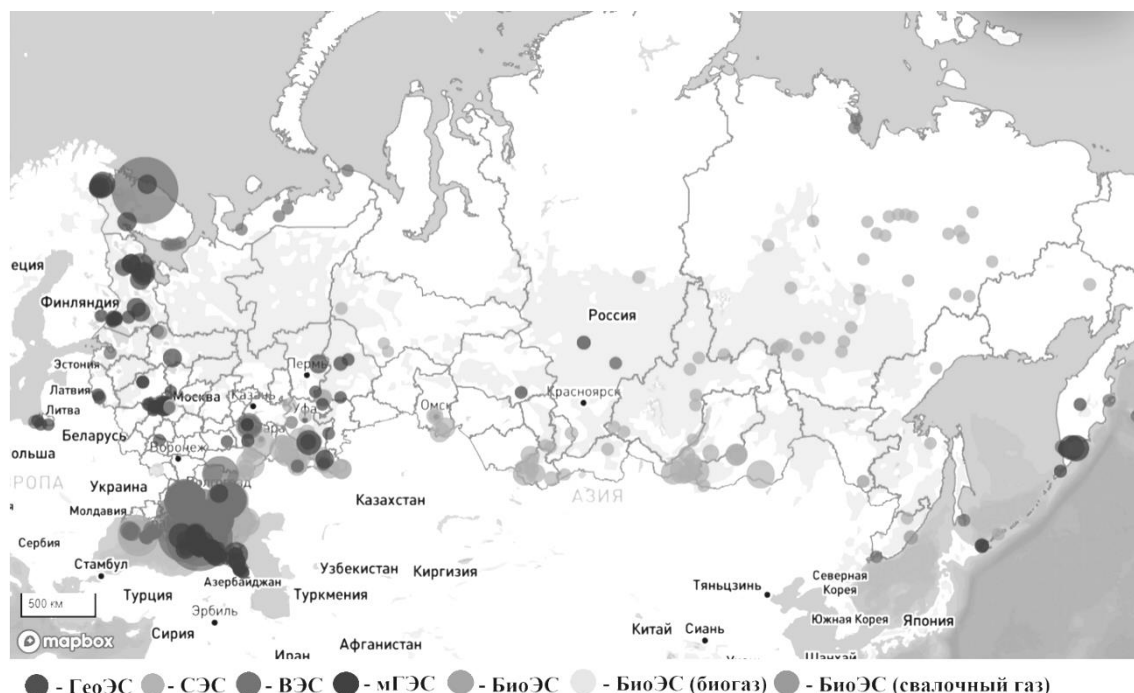 Россия
еция
Финляндия
Эстония
Латвия
Литва
Беларусь
ольша
РОПА
Украина
Молдавия
Сербия
Стамбул
Турция
Сирия
Эрбиль
Иран
Азербайджан
Туркмения
Афганистан
Узбекистан
Киргизия
Казахстан
АЗИЯ
Москва
Казань
Пермь
Уфа
Воронеж
Омск
Красноярск
Тяньцзинь
Северная
Корея
Южная Корея
Япония
Китай
Сиань
Шанхай
500 км
mapbox
- ГеоЭС - СЭС - ВЭС - мГЭС - БиоЭС - БиоЭС (биогаз) - БиоЭС (свалочный газ)